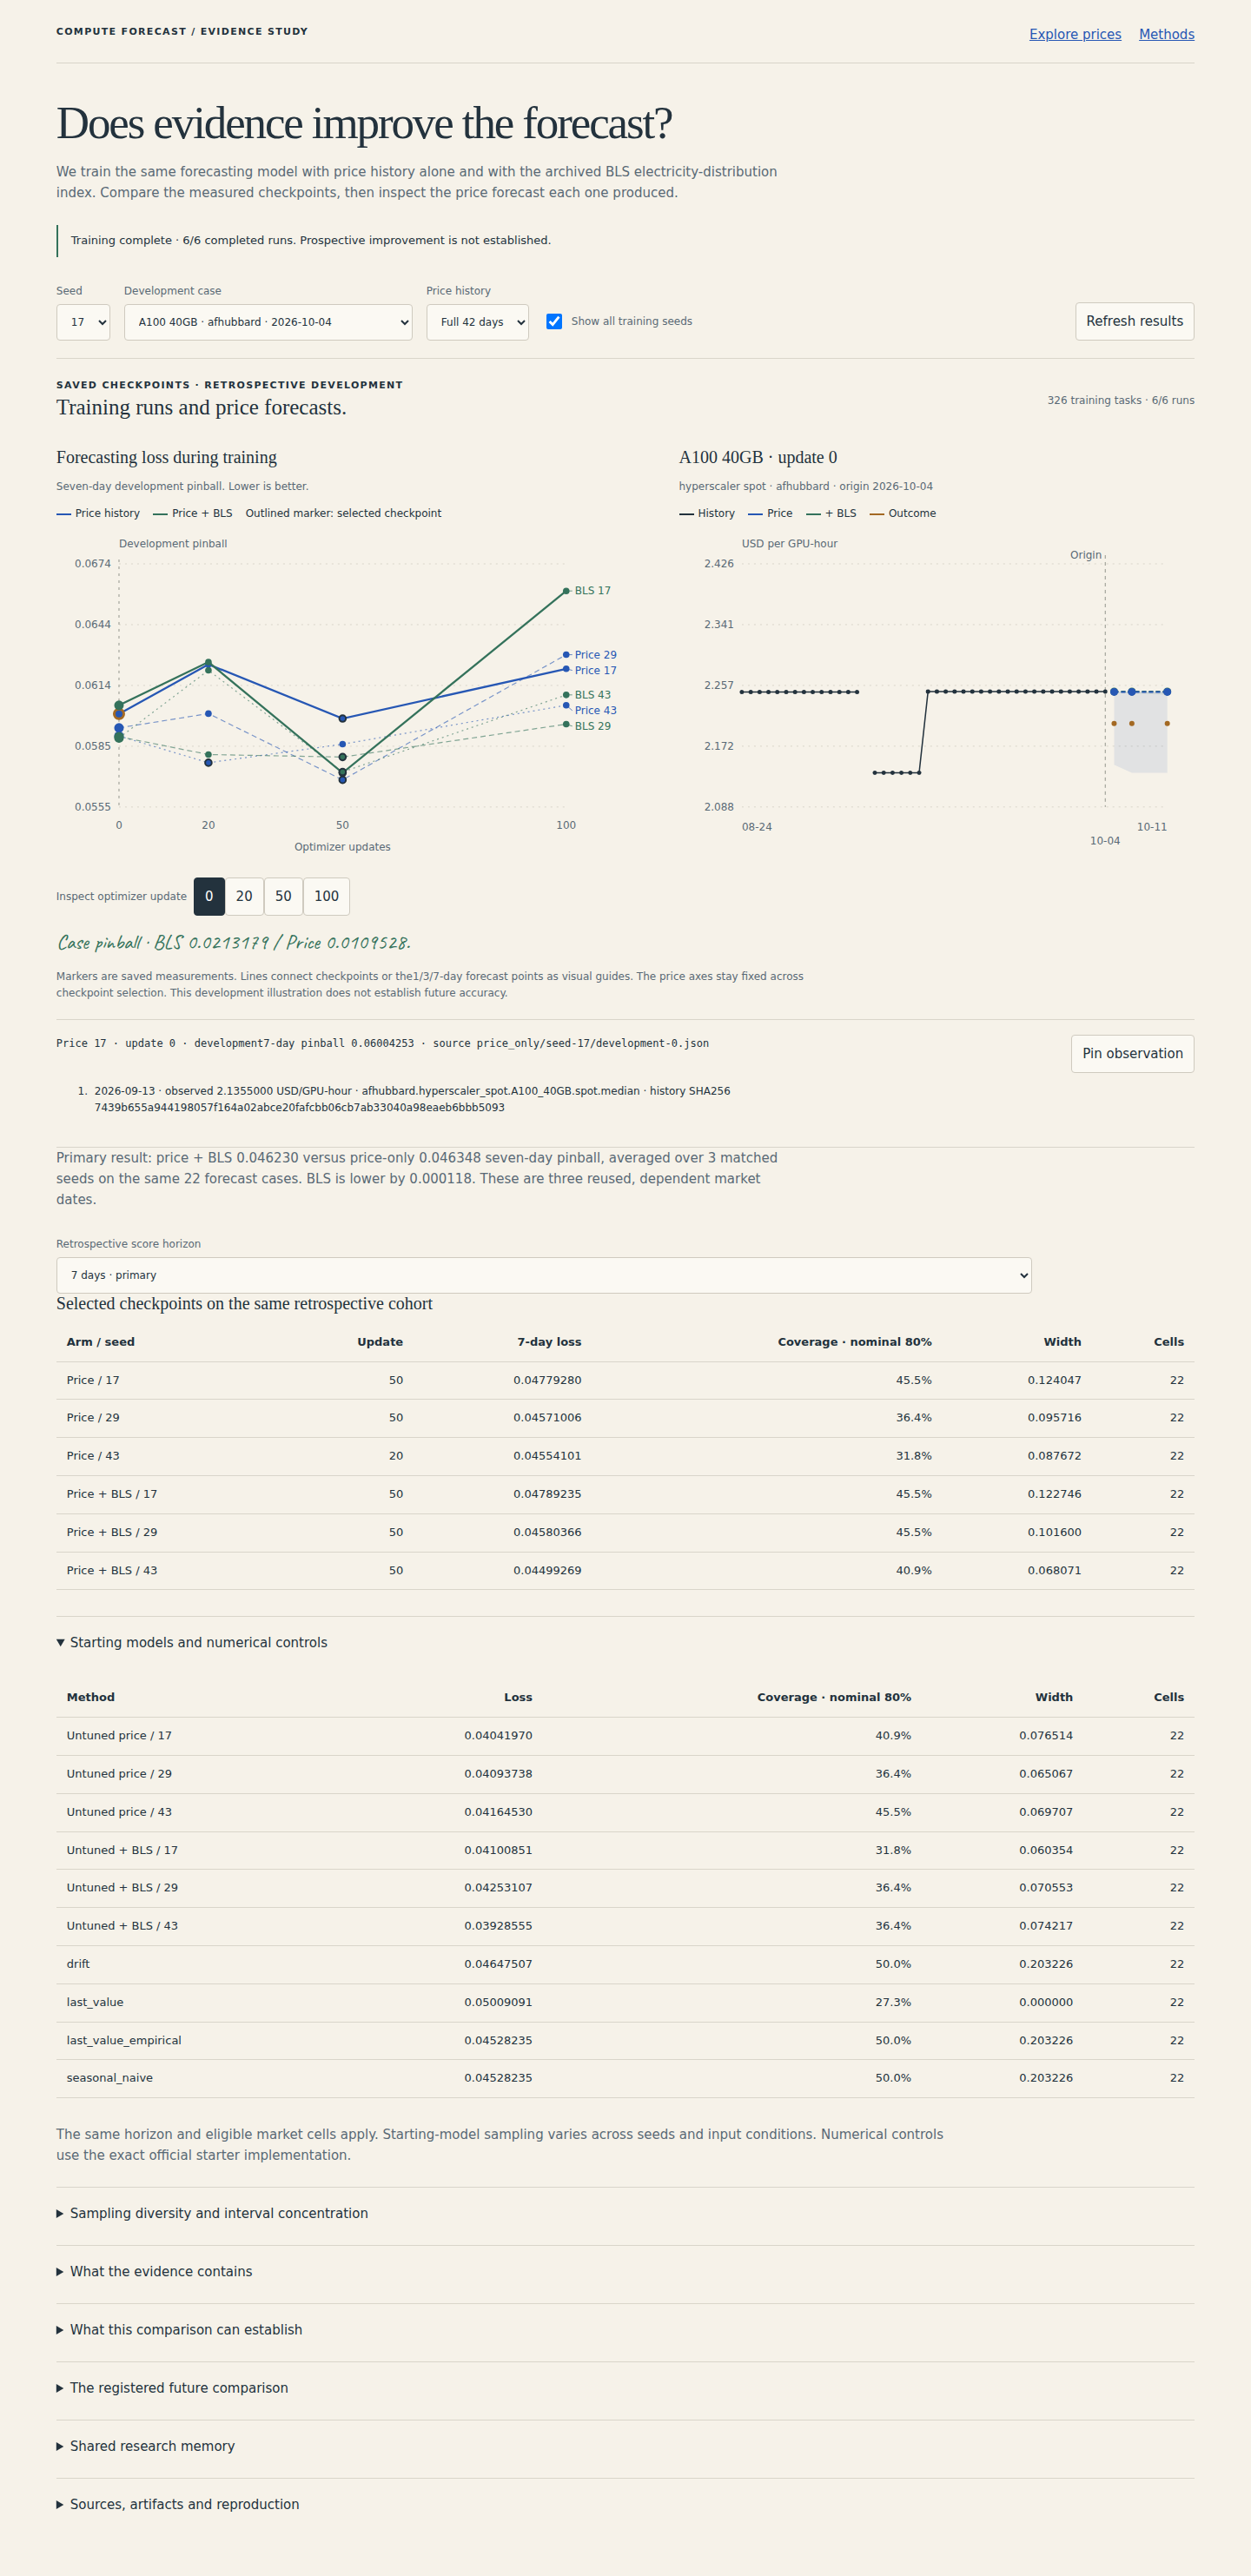 COMPUTE FORECAST / EVIDENCE STUDY
Explore prices Methods
Does evidence improve the forecast?
We train the same forecasting model with price history alone and with the archived BLS electricity-distribution
index. Compare the measured checkpoints, then inspect the price forecast each one produced.
Training complete · 6/6 completed runs. Prospective improvement is not established.
Seed Development case Price history
17 A100 40GB · afhubbard · 2026-10-04 Full 42 days Show all training seeds Refresh results
SAVED CHECKPOINTS · RETROSPECTIVE DEVELOPMENT
Training runs and price forecasts.
326 training tasks · 6/6 runs
Forecasting loss during training
Seven-day development pinball. Lower is better.
Price history Price + BLS Outlined marker: selected checkpoint
Development pinball
0.0674
0.0644
0.0614
0.0585
0.0555
BLS 17
Price 29
Price 17
BLS 43
Price 43
BLS 29
0 20 50 100
Optimizer updates
A100 40GB · update 0
hyperscaler spot · afhubbard · origin 2026-10-04
History Price + BLS Outcome
USD per GPU-hour
Origin
2.426
2.341
2.257
2.172
2.088
08-24 10-11
10-04
Inspect optimizer update 0 20 50 100
Case pinball · BLS 0.0213179 / Price 0.0109528.
Markers are saved measurements. Lines connect checkpoints or the1/3/7-day forecast points as visual guides. The price axes stay fixed across
checkpoint selection. This development illustration does not establish future accuracy.
Price 17 · update 0 · development7-day pinball 0.06004253 · source price_only/seed-17/development-0.json
Pin observation
1. 2026-09-13 · observed 2.1355000 USD/GPU-hour · afhubbard.hyperscaler_spot.A100_40GB.spot.median · history SHA256
7439b655a944198057f164a02abce20fafcbb06cb7ab33040a98eaeb6bbb5093
Primary result: price + BLS 0.046230 versus price-only 0.046348 seven-day pinball, averaged over 3 matched
seeds on the same 22 forecast cases. BLS is lower by 0.000118. These are three reused, dependent market
dates.
Retrospective score horizon
7 days · primary
Selected checkpoints on the same retrospective cohort
Arm / seed Update 7-day loss Coverage · nominal 80% Width Cells
Price / 17 50 0.04779280 45.5% 0.124047 22
Price / 29 50 0.04571006 36.4% 0.095716 22
Price / 43 20 0.04554101 31.8% 0.087672 22
Price + BLS / 17 50 0.04789235 45.5% 0.122746 22
Price + BLS / 29 50 0.04580366 45.5% 0.101600 22
Price + BLS / 43 50 0.04499269 40.9% 0.068071 22
Starting models and numerical controls
Method Loss Coverage · nominal 80% Width Cells
Untuned price / 17 0.04041970 40.9% 0.076514 22
Untuned price / 29 0.04093738 36.4% 0.065067 22
Untuned price / 43 0.04164530 45.5% 0.069707 22
Untuned + BLS / 17 0.04100851 31.8% 0.060354 22
Untuned + BLS / 29 0.04253107 36.4% 0.070553 22
Untuned + BLS / 43 0.03928555 36.4% 0.074217 22
drift 0.04647507 50.0% 0.203226 22
last_value 0.05009091 27.3% 0.000000 22
last_value_empirical 0.04528235 50.0% 0.203226 22
seasonal_naive 0.04528235 50.0% 0.203226 22
The same horizon and eligible market cells apply. Starting-model sampling varies across seeds and input conditions. Numerical controls
use the exact official starter implementation.
Sampling diversity and interval concentration
What the evidence contains
What this comparison can establish
The registered future comparison
Shared research memory
Sources, artifacts and reproduction